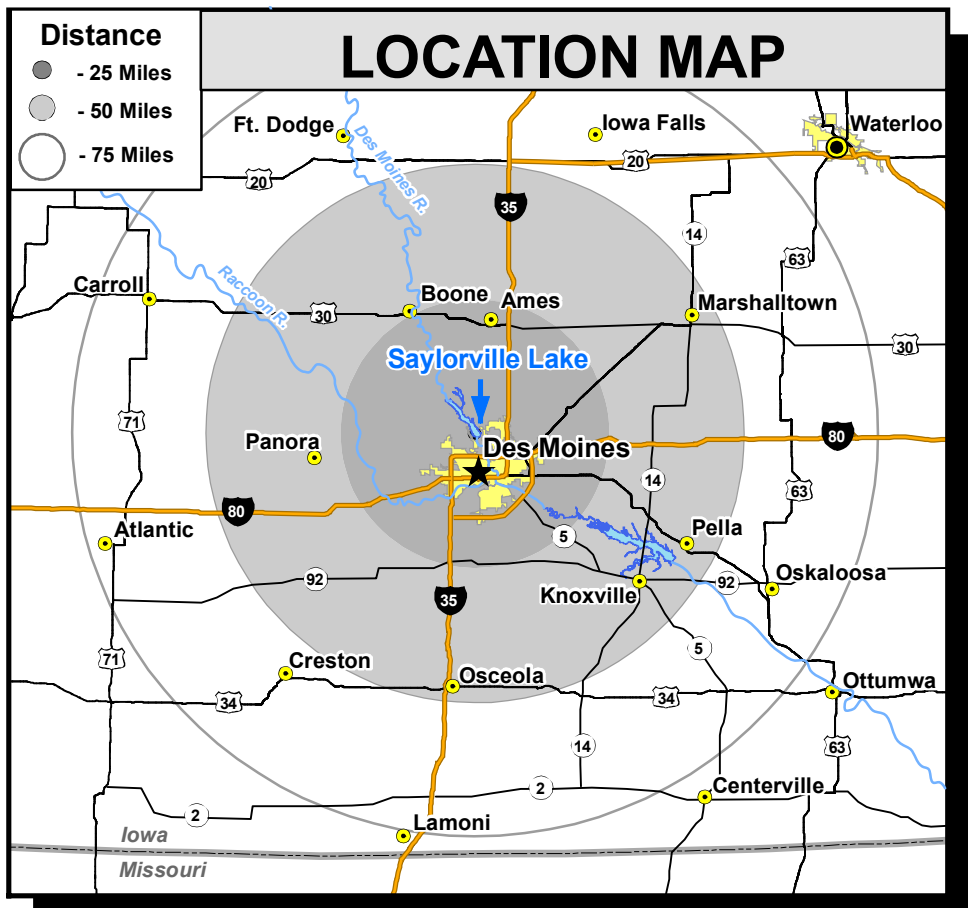 LOCATION MAP
Distance
- 25 Miles
- 50 Miles
- 75 Miles
Ft. Dodge
Des Moines R.
Iowa Falls
Waterloo
20
20
35
14
63
Raccoon R.
Carroll
Boone
Ames
Marshalltown
30
30
Saylorville Lake
71
Panora
Des Moines
80
14
63
80
Atlantic
5
Pella
92
92
Knoxville
Oskaloosa
35
71
5
Creston
Osceola
Ottumwa
34
34
14
63
2
2
Centerville
Lamoni
Iowa
Missouri